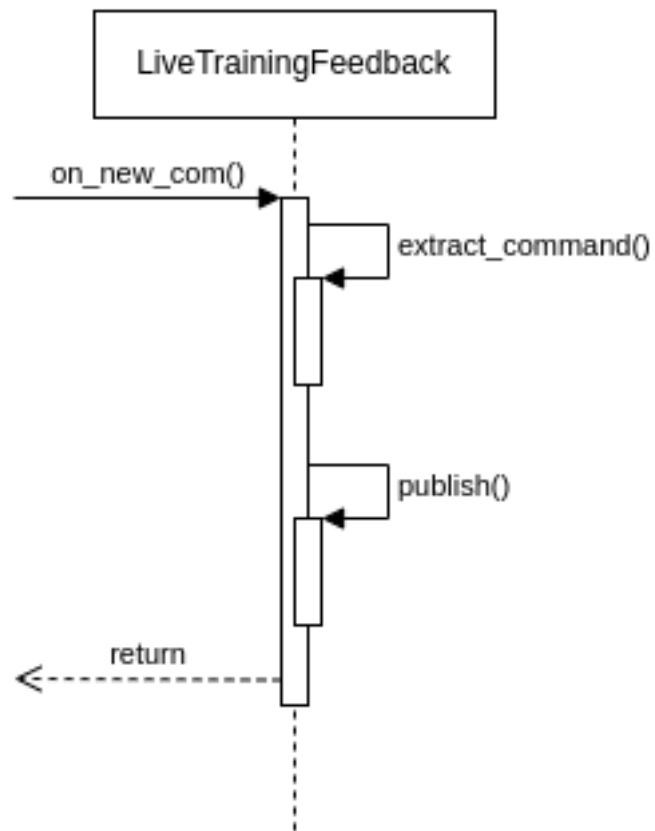 LiveTrainingFeedback
on_new_com()
extract_command()
publish()
return